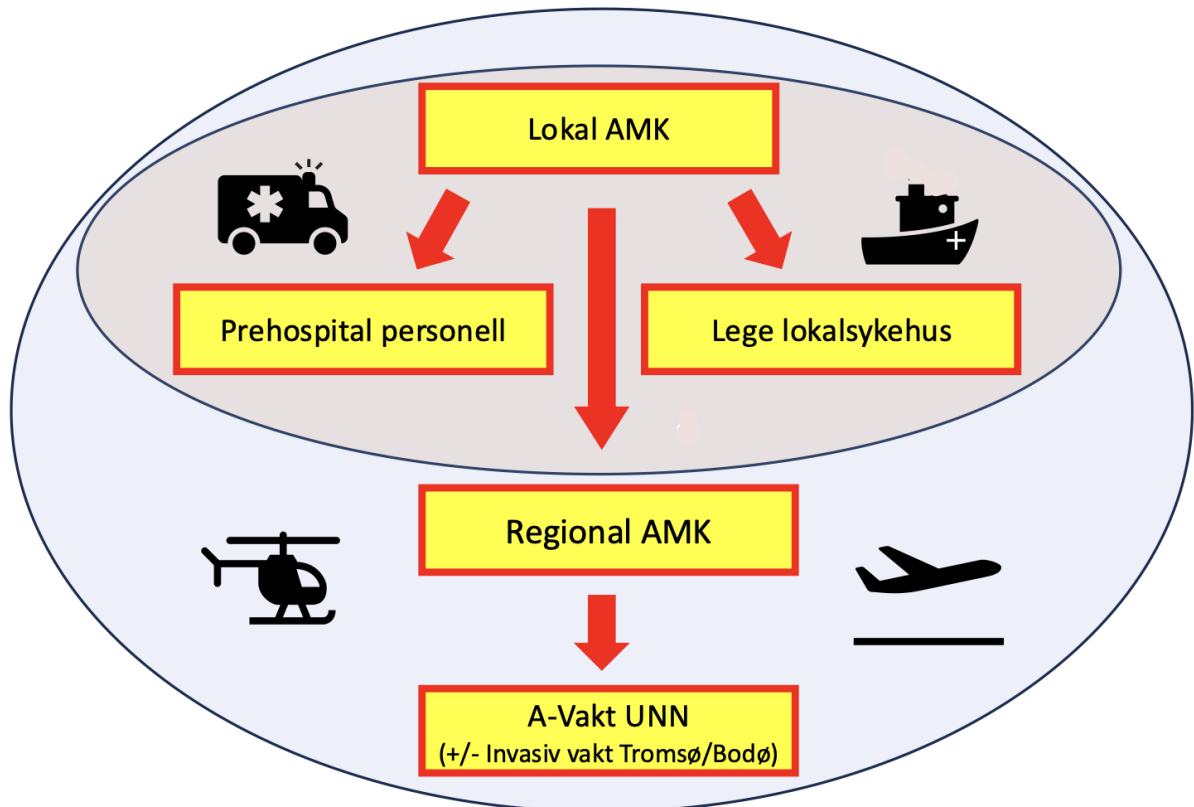 Lokal AMK
Prehospital personell
Lege lokalsykehus
Regional AMK
A-Vakt UNN
(+/- Invasiv vakt Tromsø/Bodø)